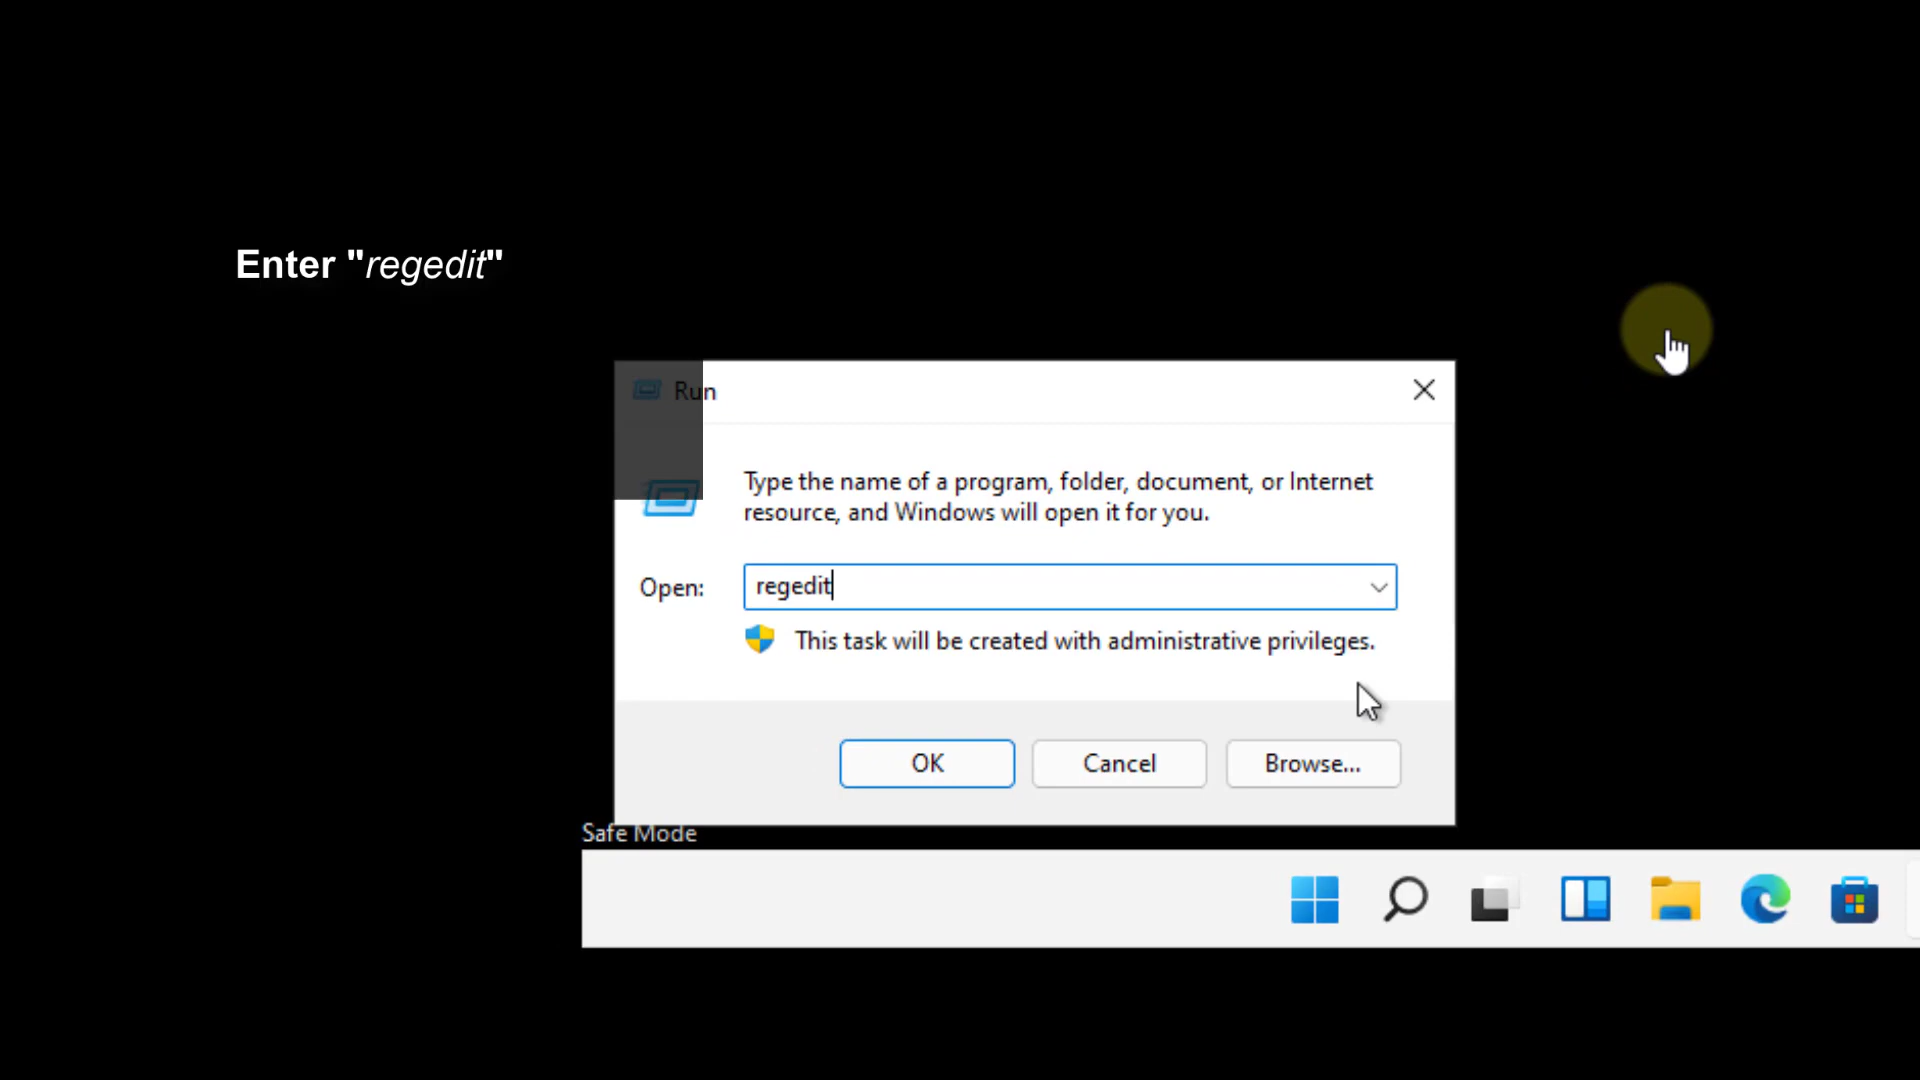 Enter "regedit"
Run
Type the name of a program, folder, document, or Internet
resource, and Windows will open it for you.
Open:
regedit
This task will be created with administrative privileges.
OK
Cancel
Browse...
Safe Mode